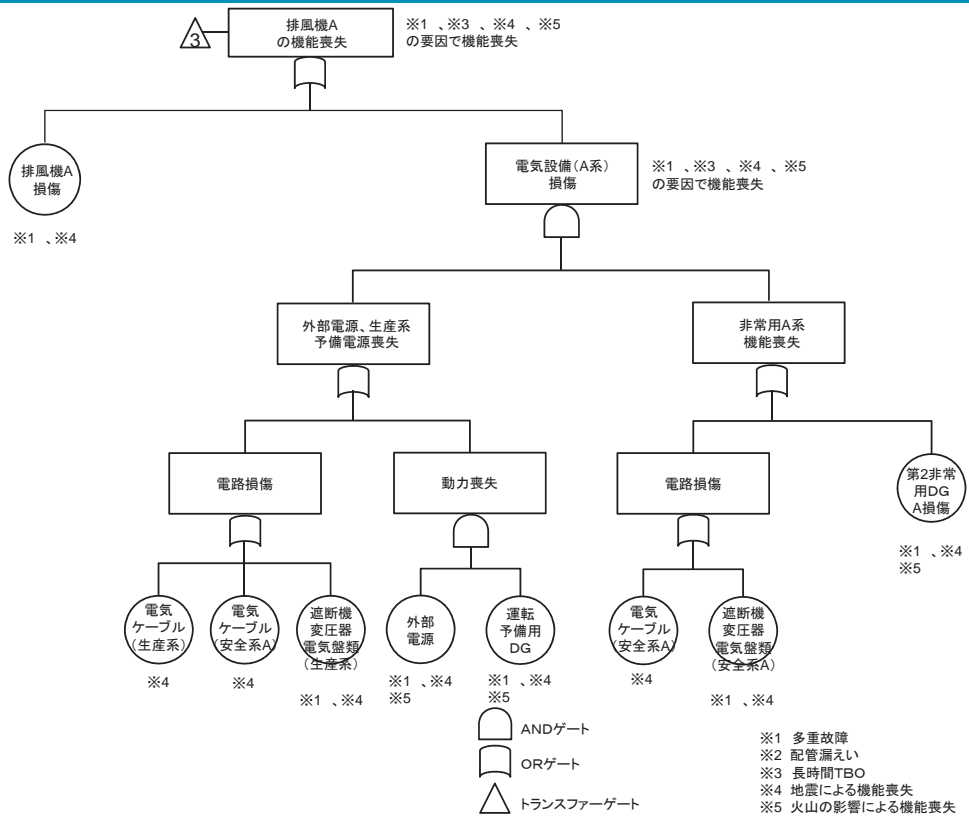 3
排風機A
の機能喪失
※1 、※3 、※4 、※5
の要因で機能喪失
排風機A
損傷
※1 、※4
電気設備(A系)
損傷
※1 、※3 、※4 、※5
の要因で機能喪失
外部電源、生産系
予備電源喪失
非常用A系
機能喪失
電路損傷
動力喪失
電路損傷
第2非常
用DG
A損傷
※1 、※4
※5
電気
ケーブル
(生産系)
※4
電気
ケーブル
(安全系A)
※4
遮断機
変圧器
電気盤類
(生産系)
※1 、※4
外部
電源
※1 、※4
※5
運転
予備用
DG
※1 、※4
※5
電気
ケーブル
(安全系A)
※4
遮断機
変圧器
電気盤類
(安全系A)
※1 、※4
ANDゲート
ORゲート
トランスファーゲート
※1 多重故障
※2 配管漏えい
※3 長時間TBO
※4 地震による機能喪失
※5 火山の影響による機能喪失